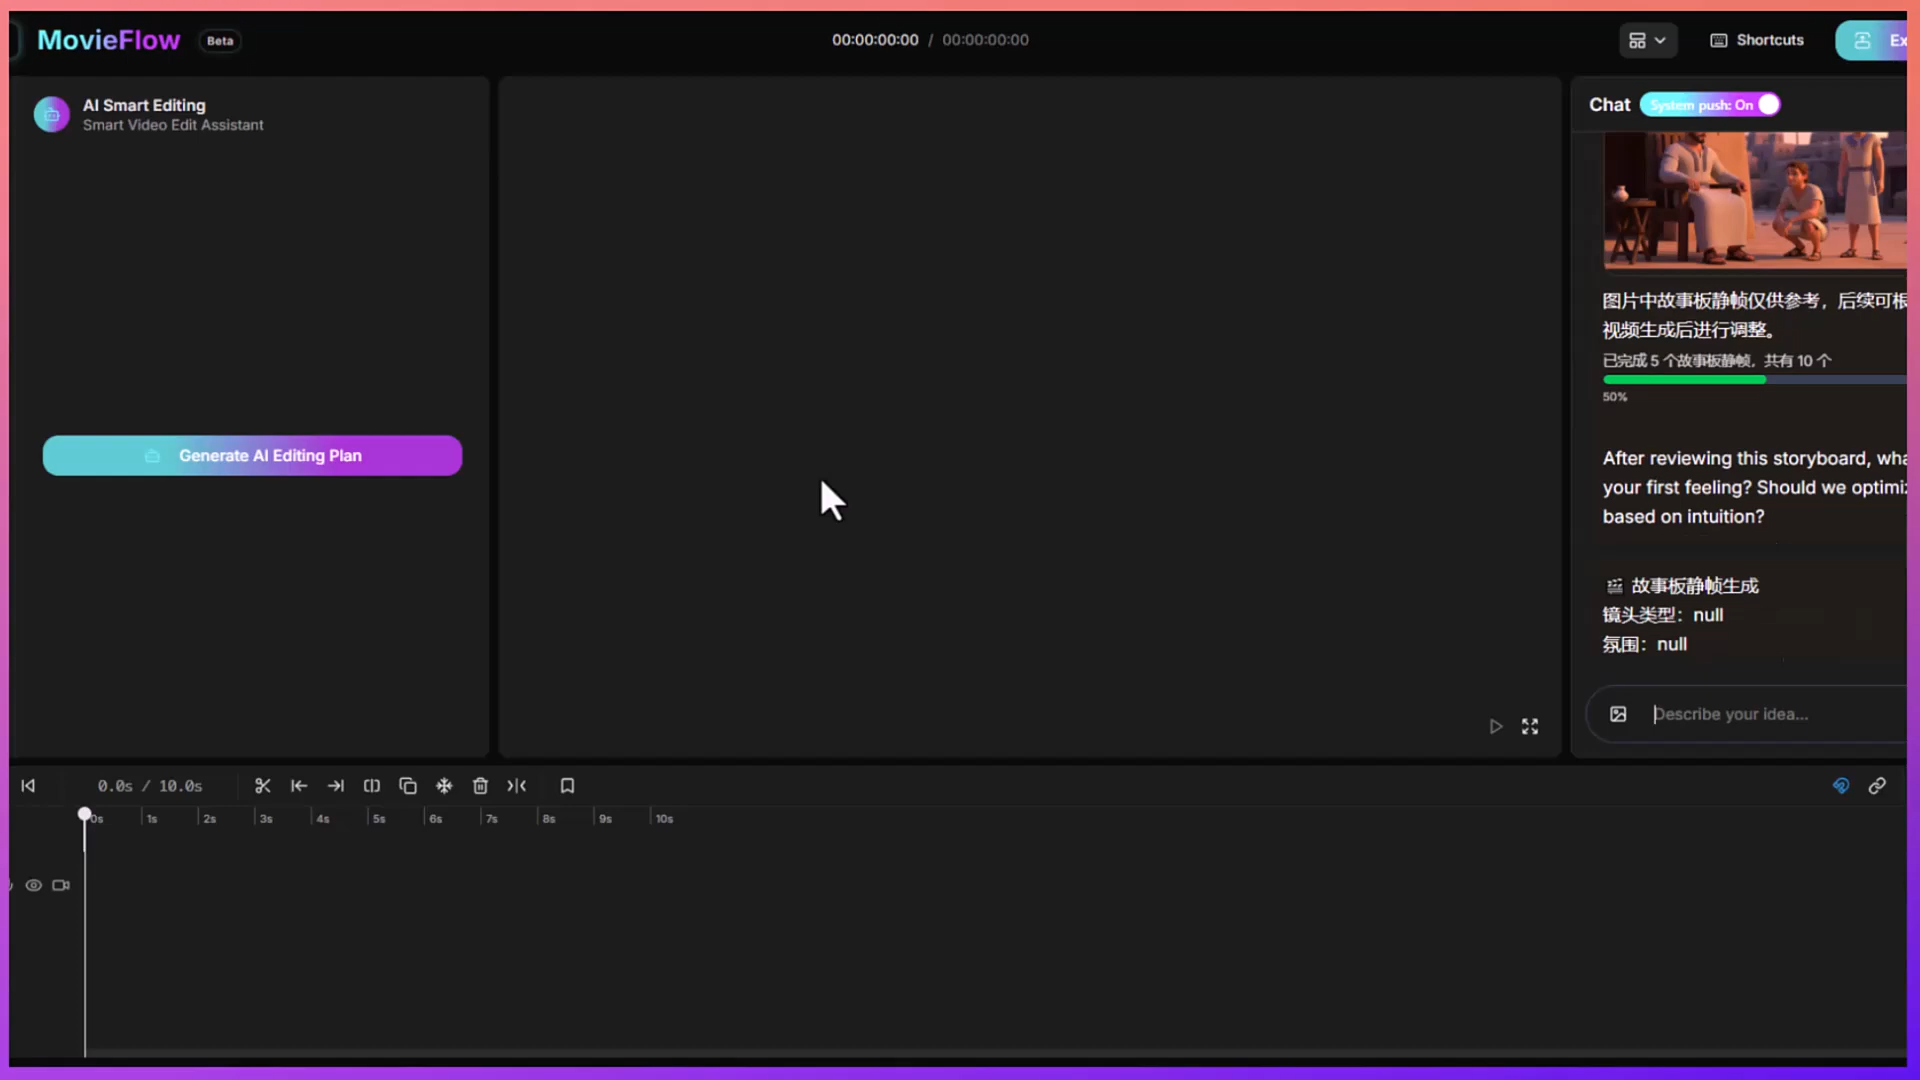 MovieFlow Beta
00:00:00:00 / 00:00:00:00
Shortcuts
Ex
AI Smart Editing
Smart Video Edit Assistant
Generate AI Editing Plan
Chat System push: On
图片中故事板静帧仅供参考，后续可根
视频生成后进行调整。
已完成 5 个故事板静帧，共有 10 个
50%
After reviewing this storyboard, wha
your first feeling? Should we optimiz
based on intuition?
故事板静帧生成
镜头类型：null
氛围：null
Describe your idea...
0.0s / 10.0s
0s 1s 2s 3s 4s 5s 6s 7s 8s 9s 10s